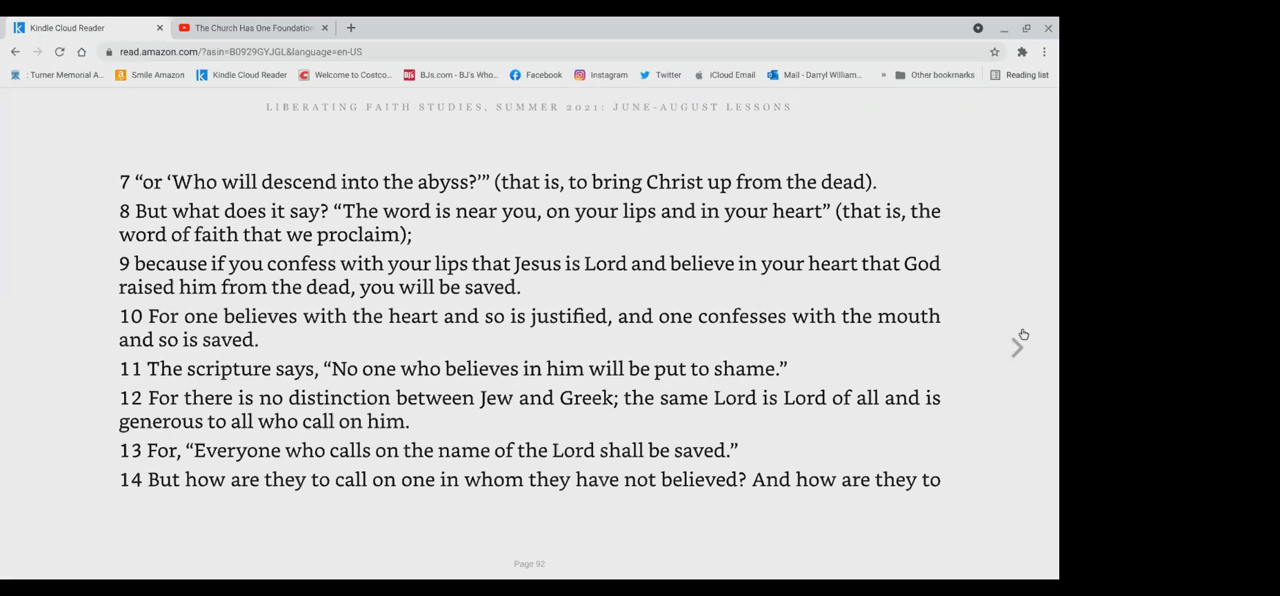 Kindle Cloud Reader
The Church Has One Foundation
read.amazon.com/?asin=B0929GYJGL&language=en-US
: Turner Memorial A...
Smile Amazon
Kindle Cloud Reader
Welcome to Costco...
BJs.com - BJ's Who...
Facebook
Instagram
Twitter
iCloud Email
Mail - Darryl William...
»
Other bookmarks
Reading list
LIBERATING FAITH STUDIES, SUMMER 2021: JUNE-AUGUST LESSONS
7 “or ‘Who will descend into the abyss?’” (that is, to bring Christ up from the dead).
8 But what does it say? “The word is near you, on your lips and in your heart” (that is, the
word of faith that we proclaim);
9 because if you confess with your lips that Jesus is Lord and believe in your heart that God
raised him from the dead, you will be saved.
10 For one believes with the heart and so is justified, and one confesses with the mouth
and so is saved.
11 The scripture says, “No one who believes in him will be put to shame.”
12 For there is no distinction between Jew and Greek; the same Lord is Lord of all and is
generous to all who call on him.
13 For, “Everyone who calls on the name of the Lord shall be saved.”
14 But how are they to call on one in whom they have not believed? And how are they to
Page 92